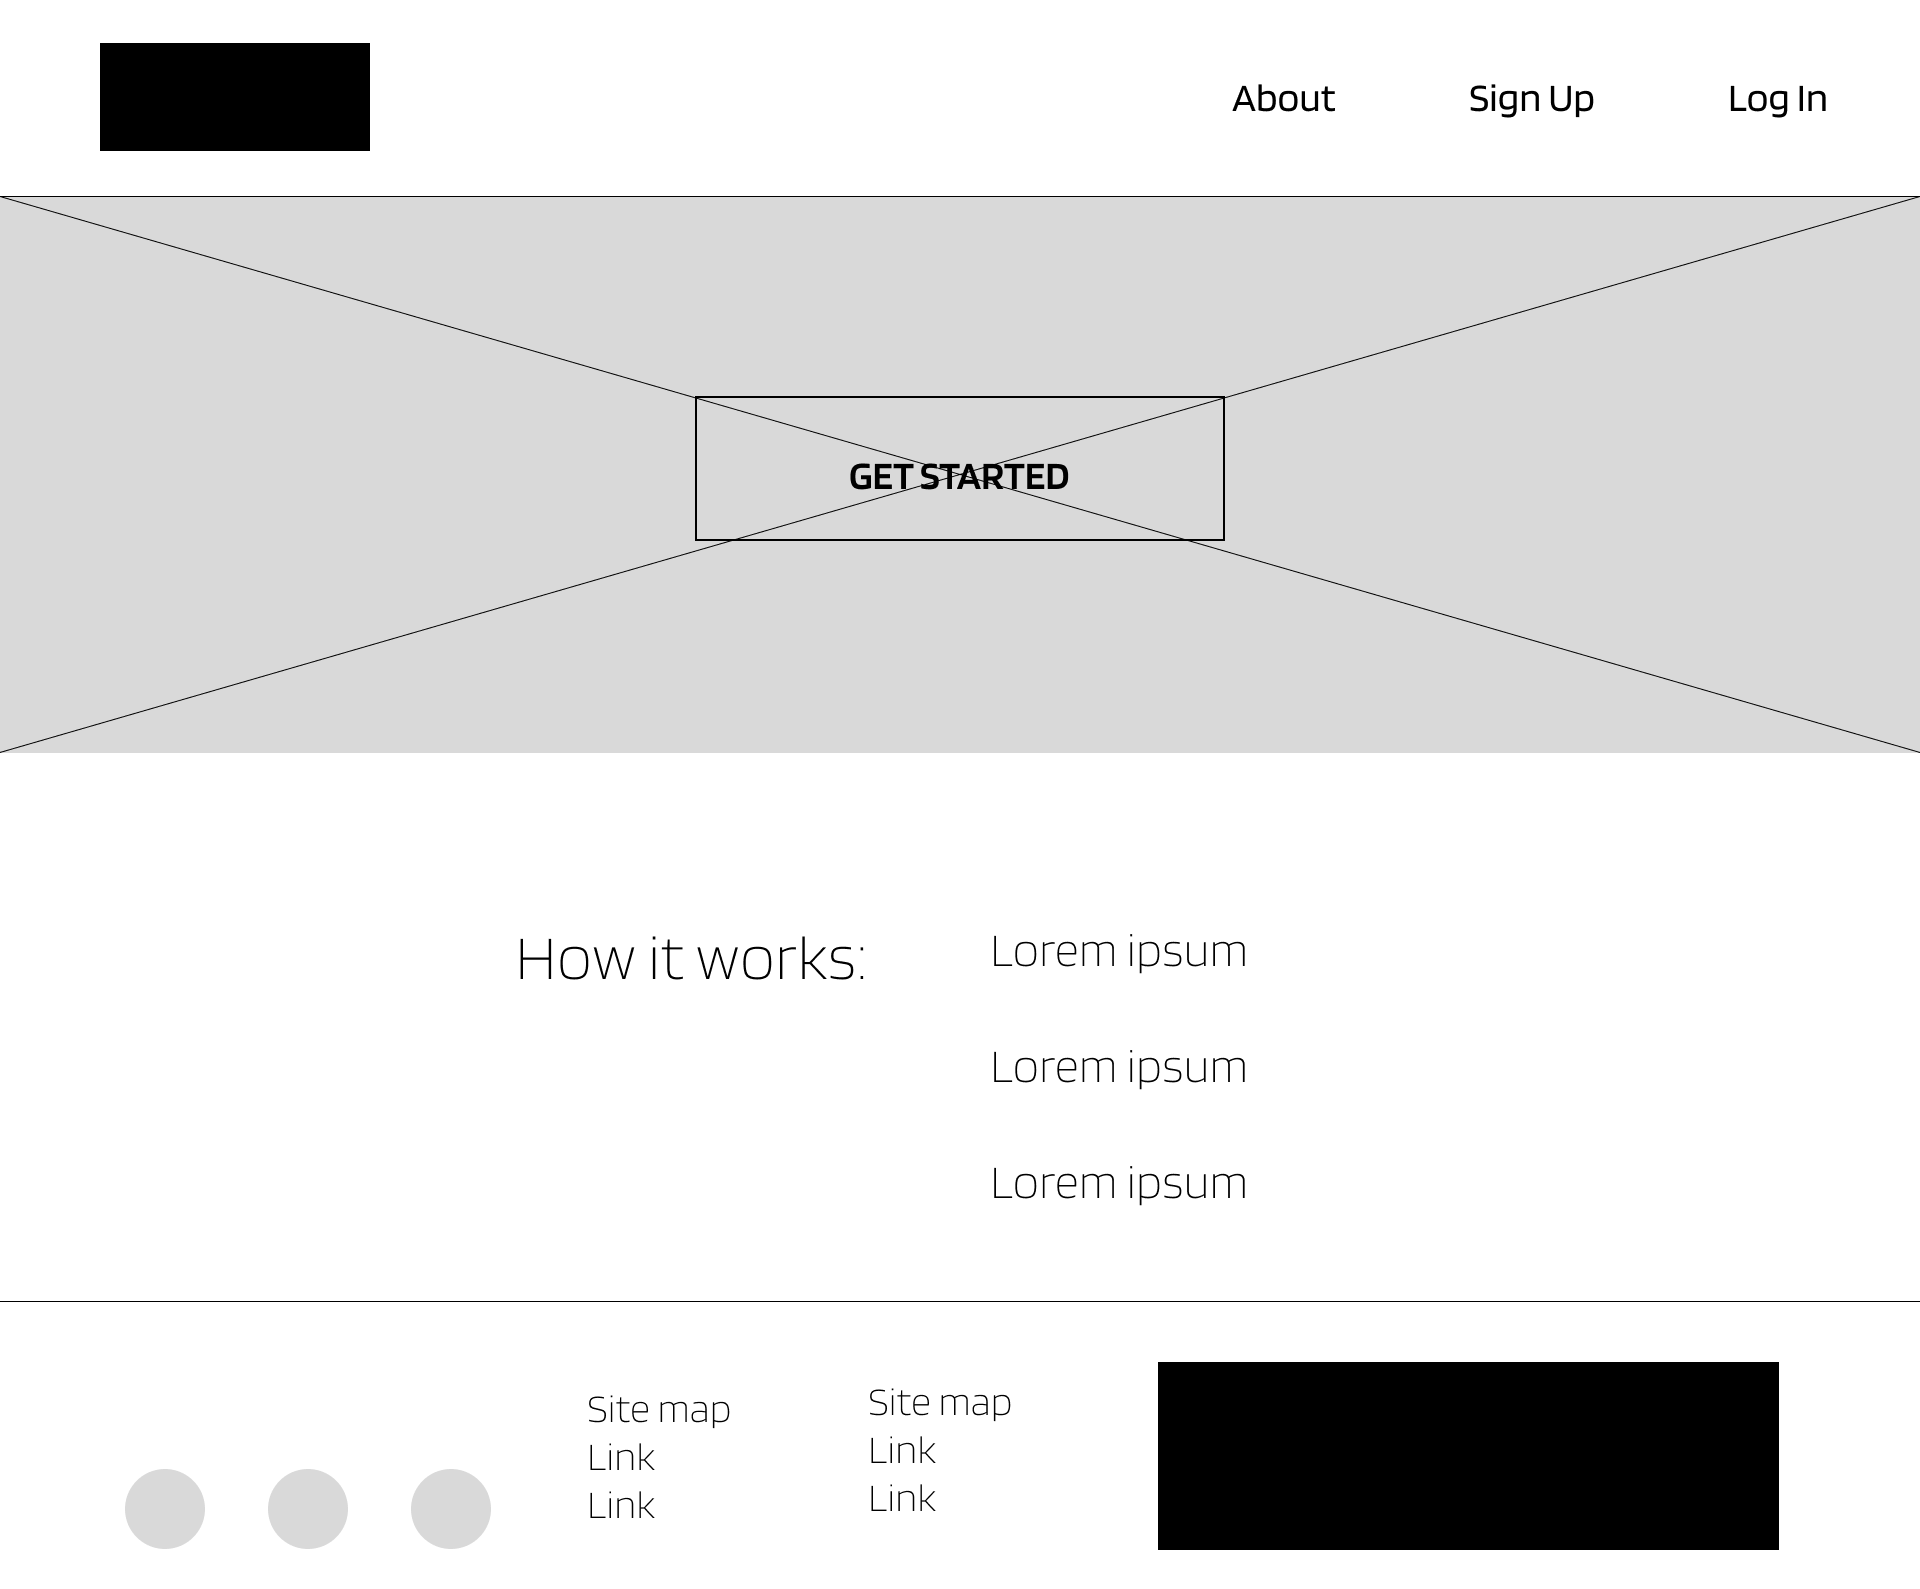 About
Sign Up
Log In
GET STARTED
How it works:
Lorem ipsum
Lorem ipsum
Lorem ipsum
Site map
Link
Link
Site map
Link
Link